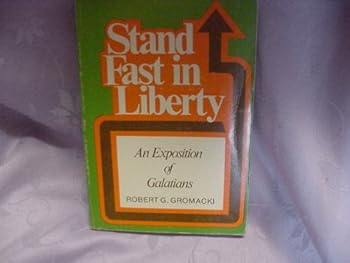 Stand
Fast in
Liberty
An Exposition
of
Galatians
ROBERT G. GROMACKI